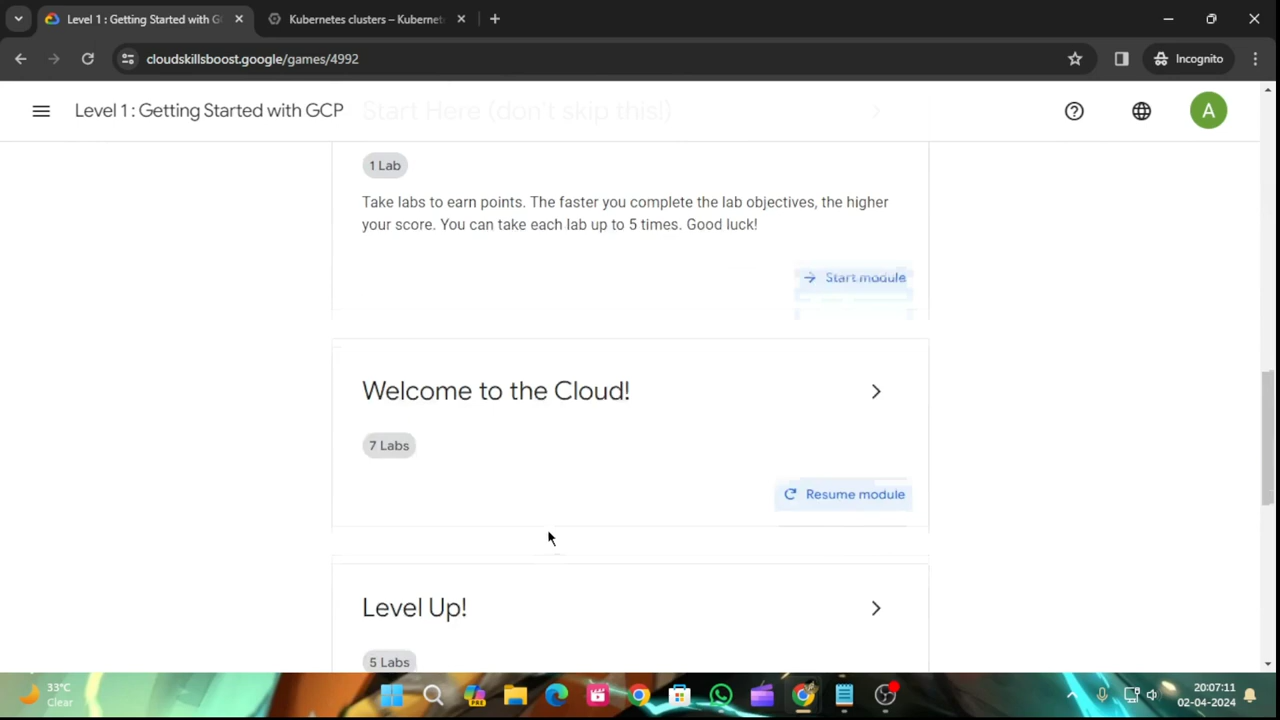 Level 1 : Getting Started with G
Kubernetes clusters – Kubernet
cloudskillsboost.google/games/4992
Incognito
Level 1 : Getting Started with GCP
Start Here (don't skip this!)
A
1 Lab
Take labs to earn points. The faster you complete the lab objectives, the higher
your score. You can take each lab up to 5 times. Good luck!
Start module
Welcome to the Cloud!
7 Labs
Resume module
Level Up!
5 Labs
33°C
Clear
PRE
20:07:11
02-04-2024